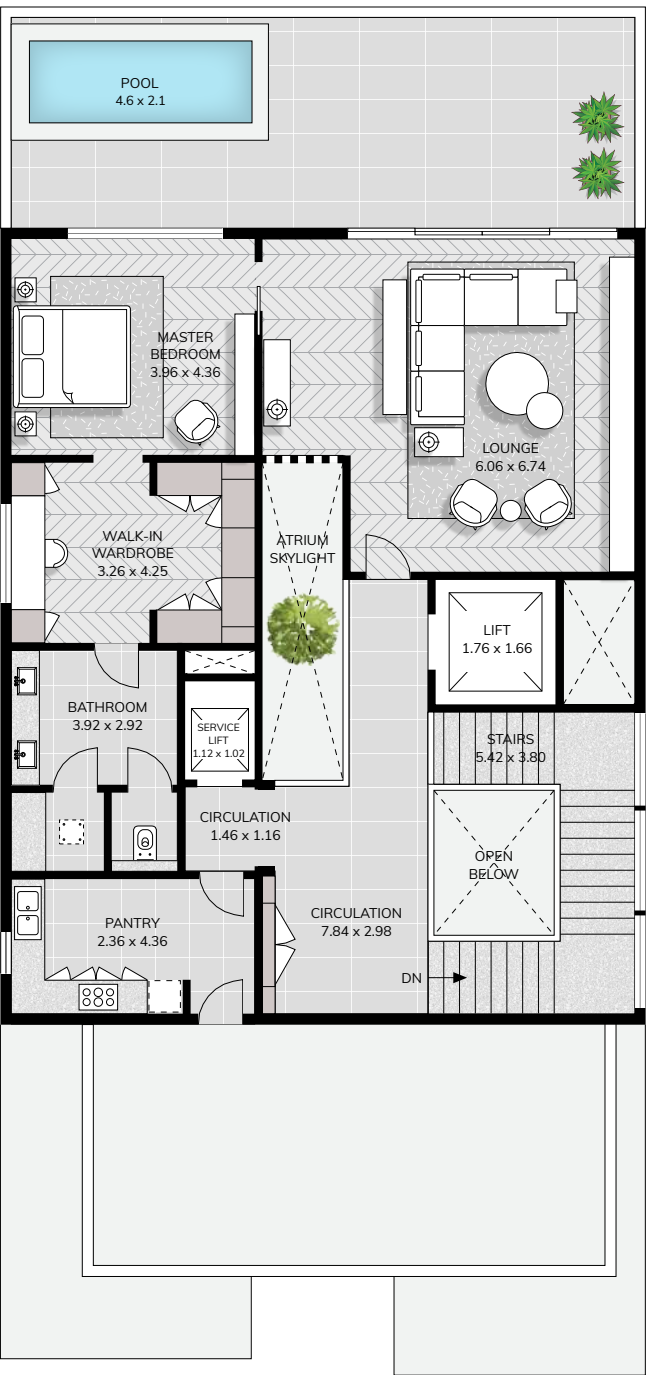 POOL
4.6 x 2.1
MASTER
BEDROOM
3.96 x 4.36
LOUNGE
6.06 x 6.74
WALK-IN
WARDROBE
3.26 x 4.25
ATRIUM
SKYLIGHT
LIFT
1.76 x 1.66
BATHROOM
3.92 x 2.92
SERVICE
LIFT
1.12 x 1.02
STAIRS
5.42 x 3.80
CIRCULATION
1.46 x 1.16
OPEN
BELOW
PANTRY
2.36 x 4.36
CIRCULATION
7.84 x 2.98
DN